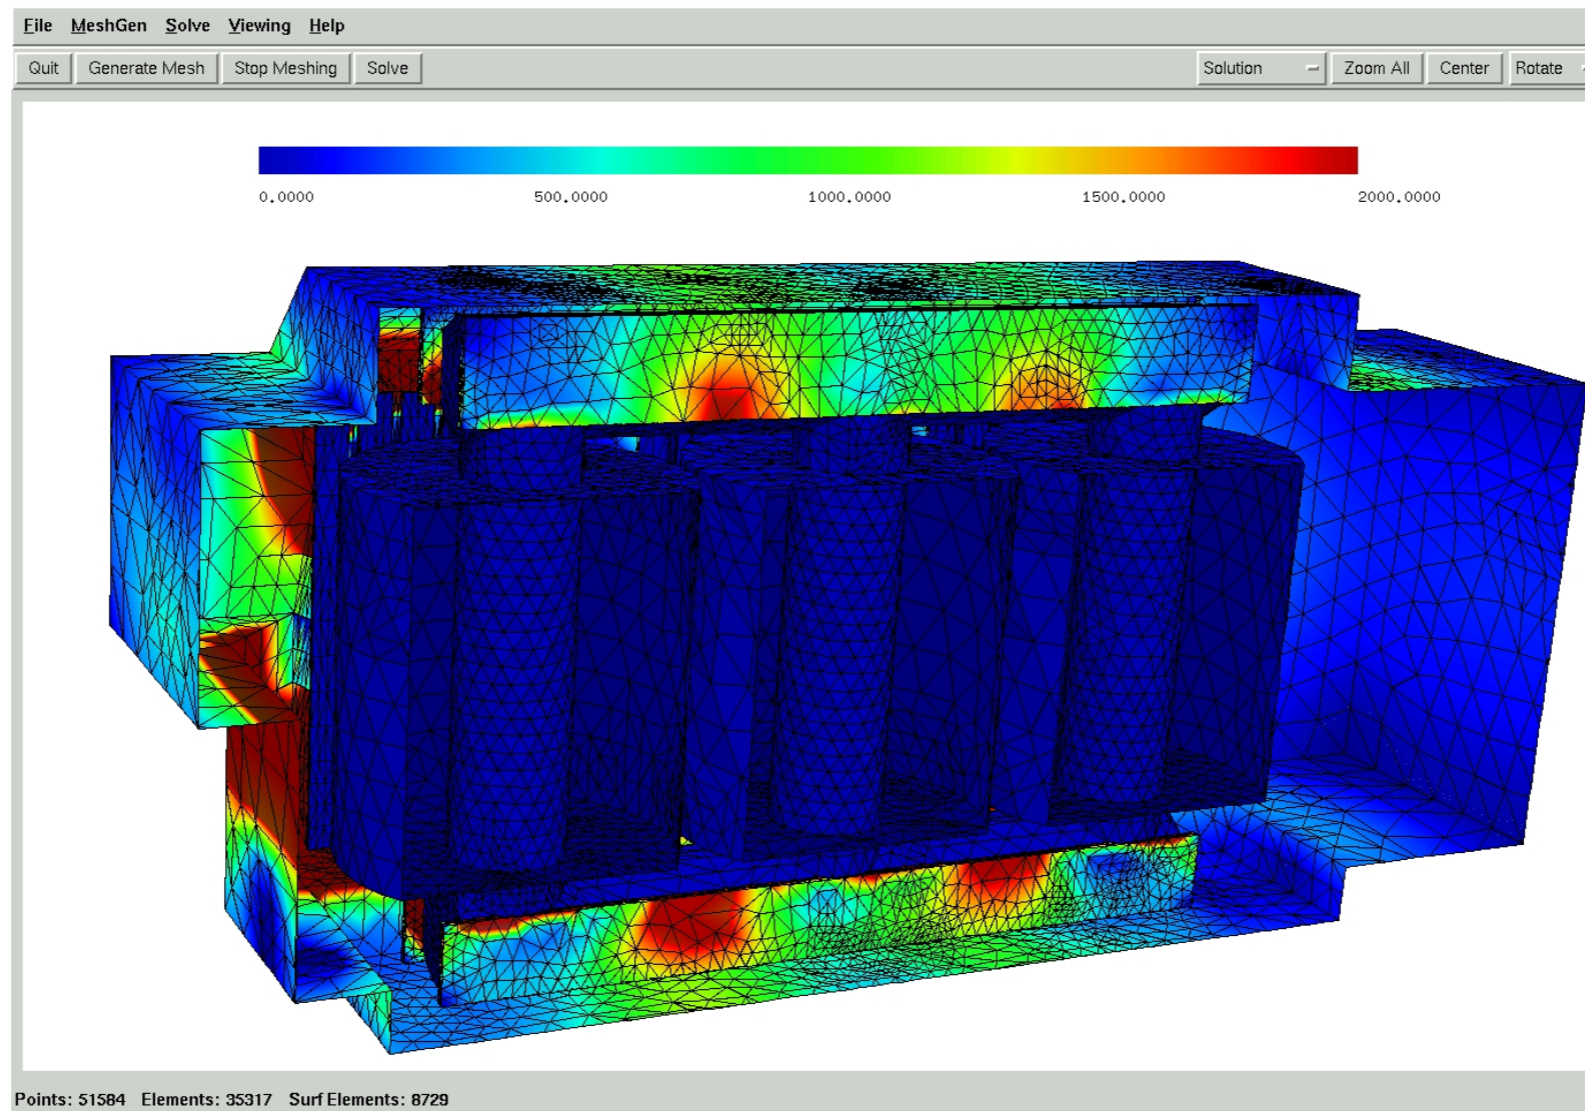 File MeshGen Solve Viewing Help
Quit Generate Mesh Stop Meshing Solve Solution Zoom All Center Rotate
0.0000 500.0000 1000.0000 1500.0000 2000.0000
Points: 51584 Elements: 35317 Surf Elements: 8729